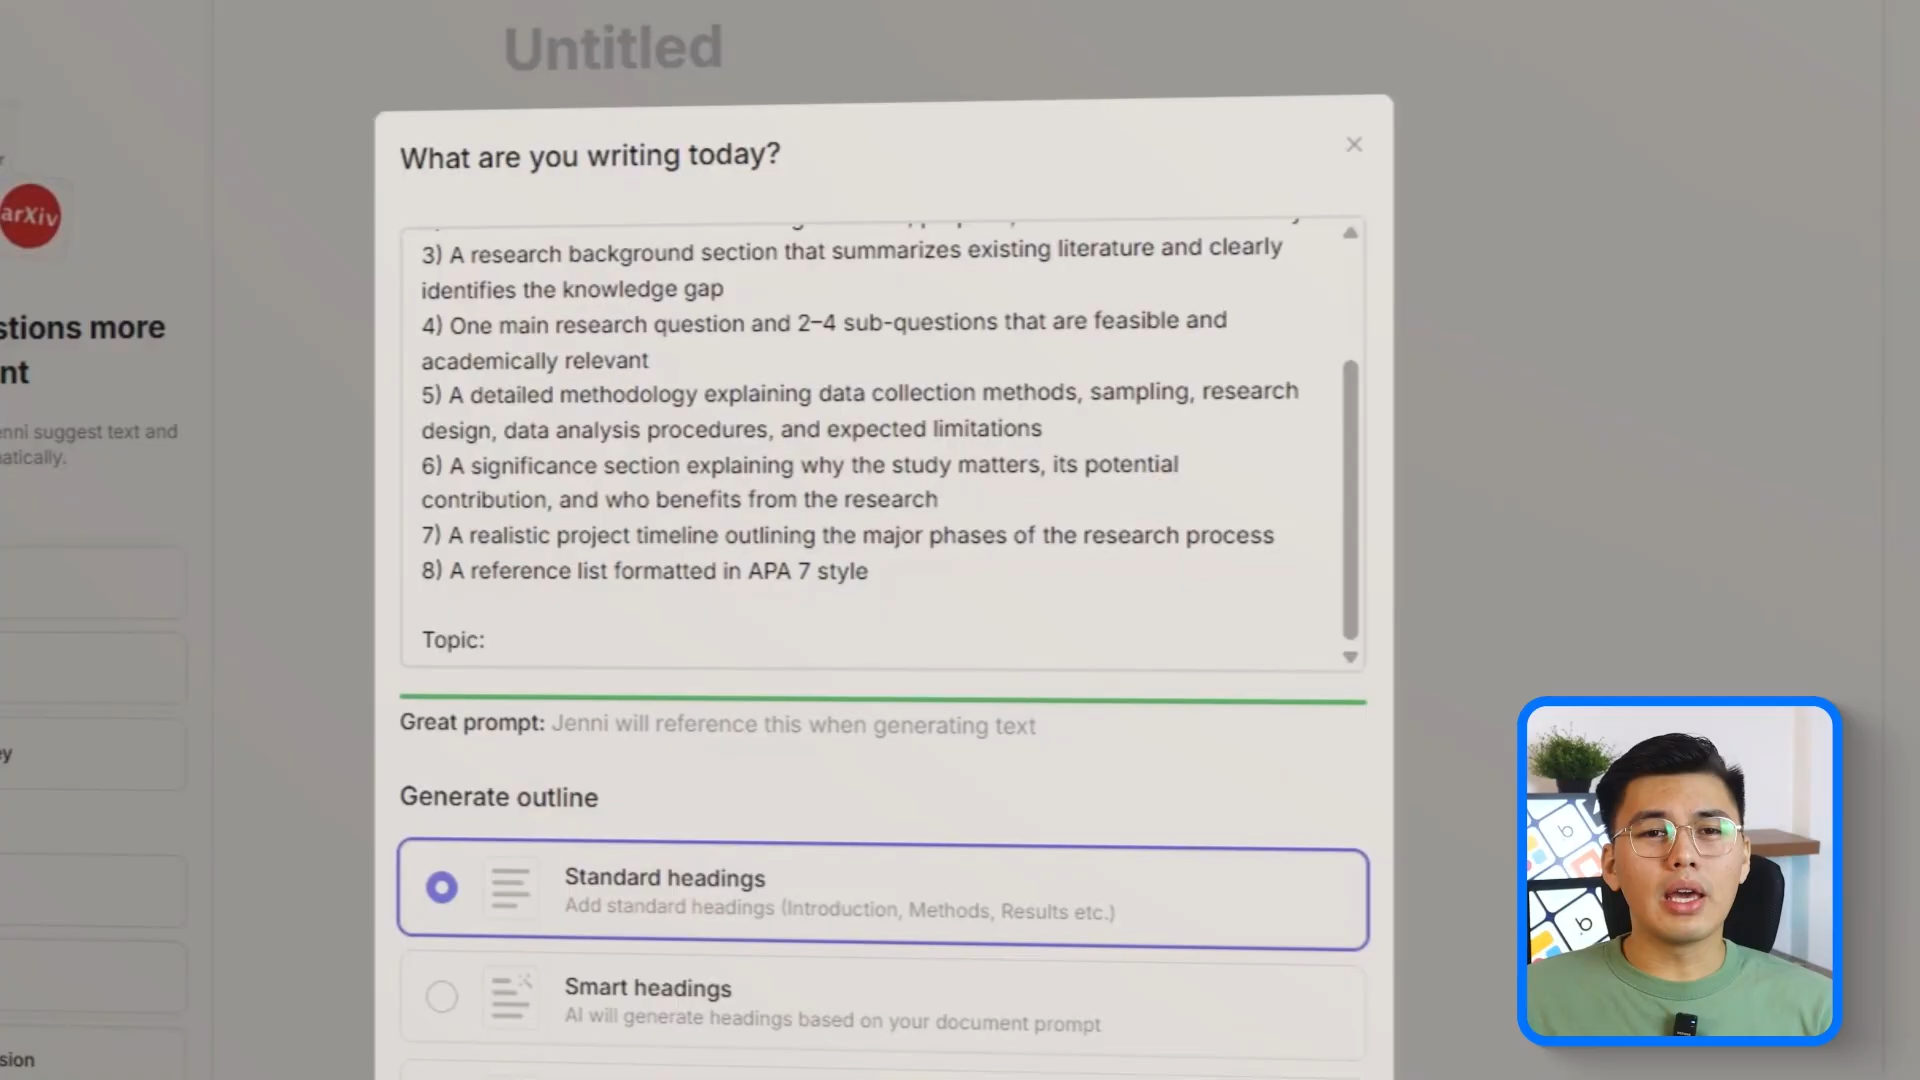 Untitled
What are you writing today?
arXiv
3) A research background section that summarizes existing literature and clearly
identifies the knowledge gap
4) One main research question and 2–4 sub-questions that are feasible and
academically relevant
5) A detailed methodology explaining data collection methods, sampling, research
design, data analysis procedures, and expected limitations
6) A significance section explaining why the study matters, its potential
contribution, and who benefits from the research
7) A realistic project timeline outlining the major phases of the research process
8) A reference list formatted in APA 7 style
Topic:
Great prompt: Jenni will reference this when generating text
Generate outline
Standard headings
Add standard headings (Introduction, Methods, Results etc.)
Smart headings
AI will generate headings based on your document prompt
stions more
nt
enni suggest text and
atically.
ey
sion
b
b